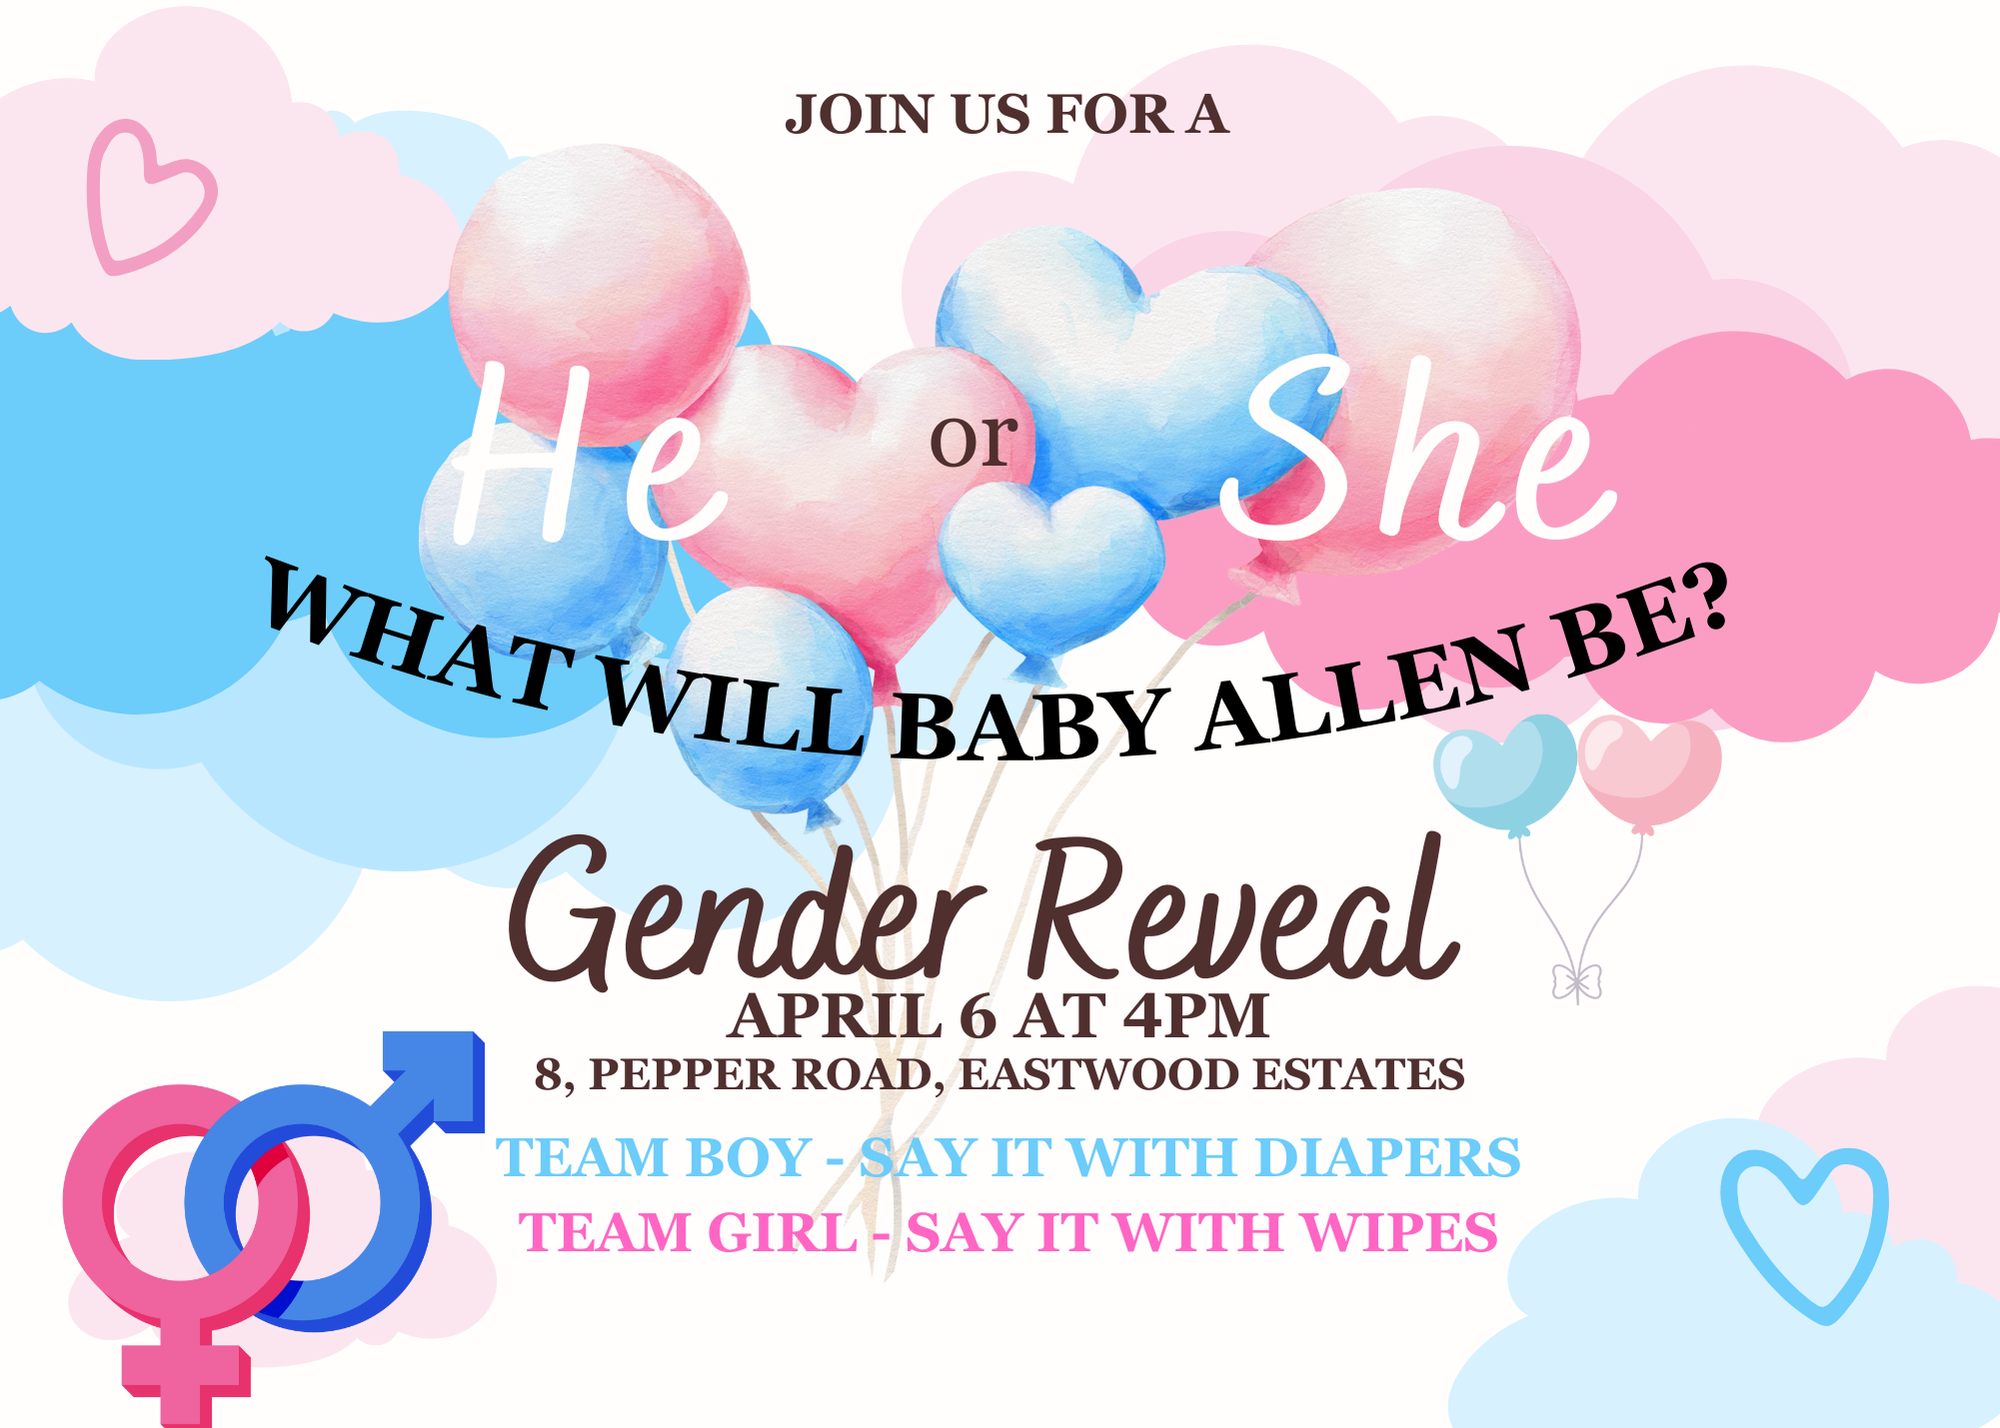 JOIN US FOR A
He or She
WHAT WILL BABY ALLEN BE?
Gender Reveal
APRIL 6 AT 4PM
8, PEPPER ROAD, EASTWOOD ESTATES
TEAM BOY - SAY IT WITH DIAPERS
TEAM GIRL - SAY IT WITH WIPES